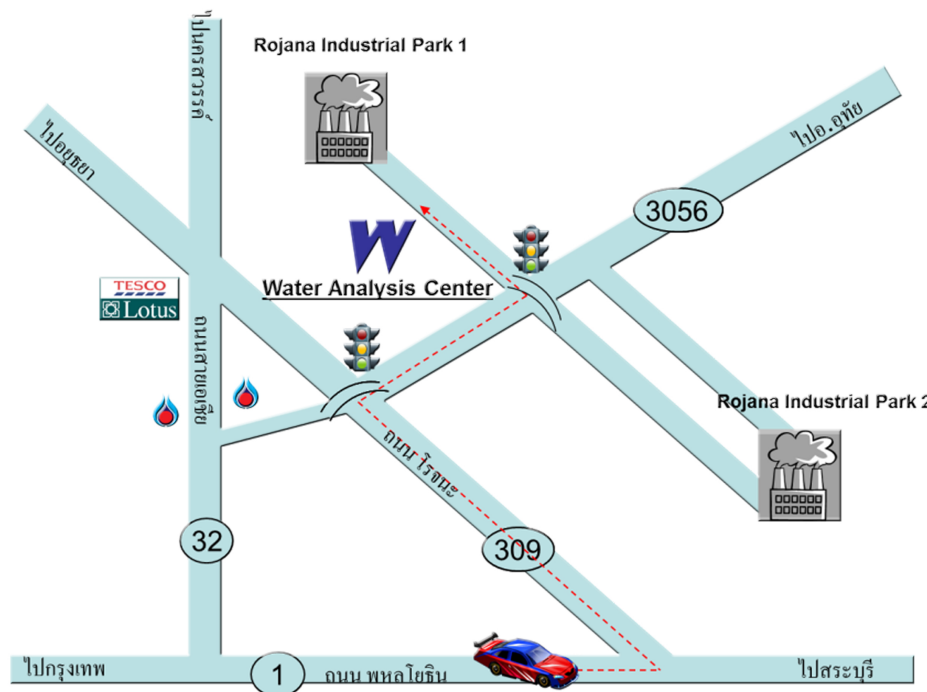 ไปนครสวรรค์
Rojana Industrial Park 1
ไปอยุธยา
ไปอ.อุทัย
3056
W
Water Analysis Center
TESCO
Lotus
ถนนสายเอเซีย
Rojana Industrial Park 2
ถนน โรจนะ
32
309
ไปกรุงเทพ
1
ถนน พหลโยธิน
ไปสระบุรี